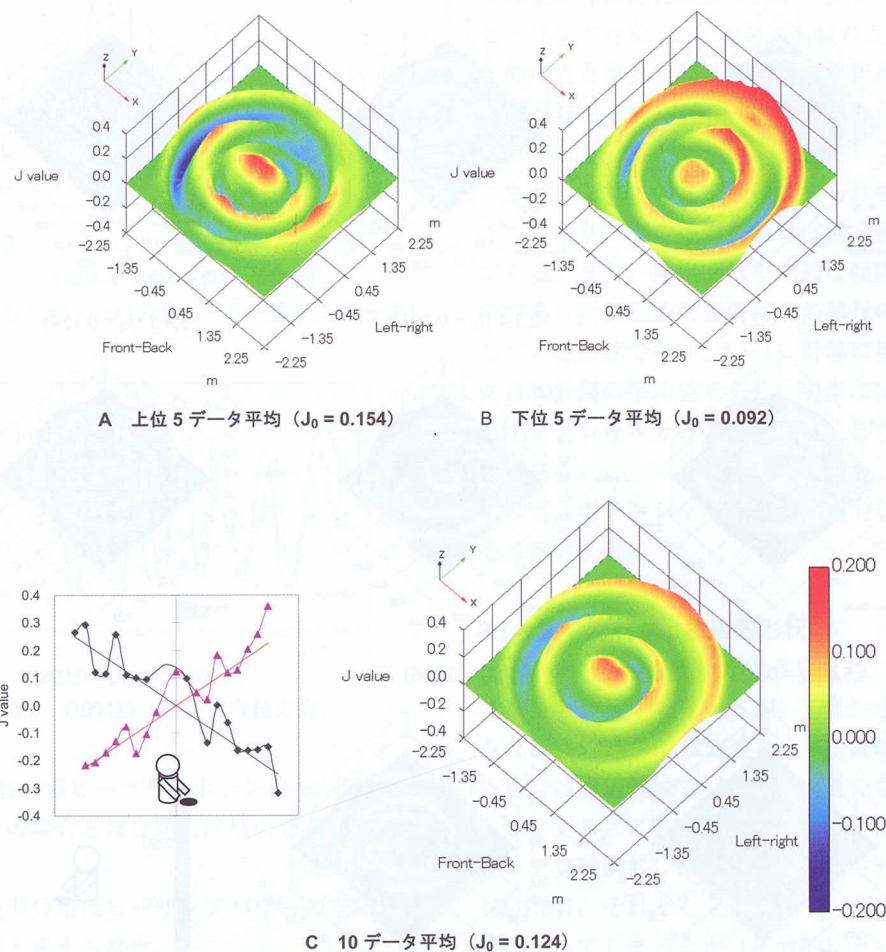 Z
Y
X
0.4
0.2
0.0
-0.2
-0.4
J value
-2.25
-1.35
-0.45
0.45
1.35
2.25
Front-Back
m
-2.25
-1.35
-0.45
0.45
1.35
2.25
Left-right
m
A 上位 5 データ平均（J₀ = 0.154）
Z
Y
X
0.4
0.2
0.0
-0.2
-0.4
J value
-2.25
-1.35
-0.45
0.45
1.35
2.25
Front-Back
m
-2.25
-1.35
-0.45
0.45
1.35
2.25
Left-right
m
B 下位 5 データ平均（J₀ = 0.092）
0.4
0.3
0.2
0.1
0.0
-0.1
-0.2
-0.3
-0.4
J value
Z
Y
X
0.4
0.2
0.0
-0.2
-0.4
J value
-2.25
-1.35
-0.45
0.45
1.35
2.25
Front-Back
m
-2.25
-1.35
-0.45
0.45
1.35
2.25
Left-right
m
0.200
0.100
0.000
-0.100
-0.200
C 10 データ平均（J₀ = 0.124）